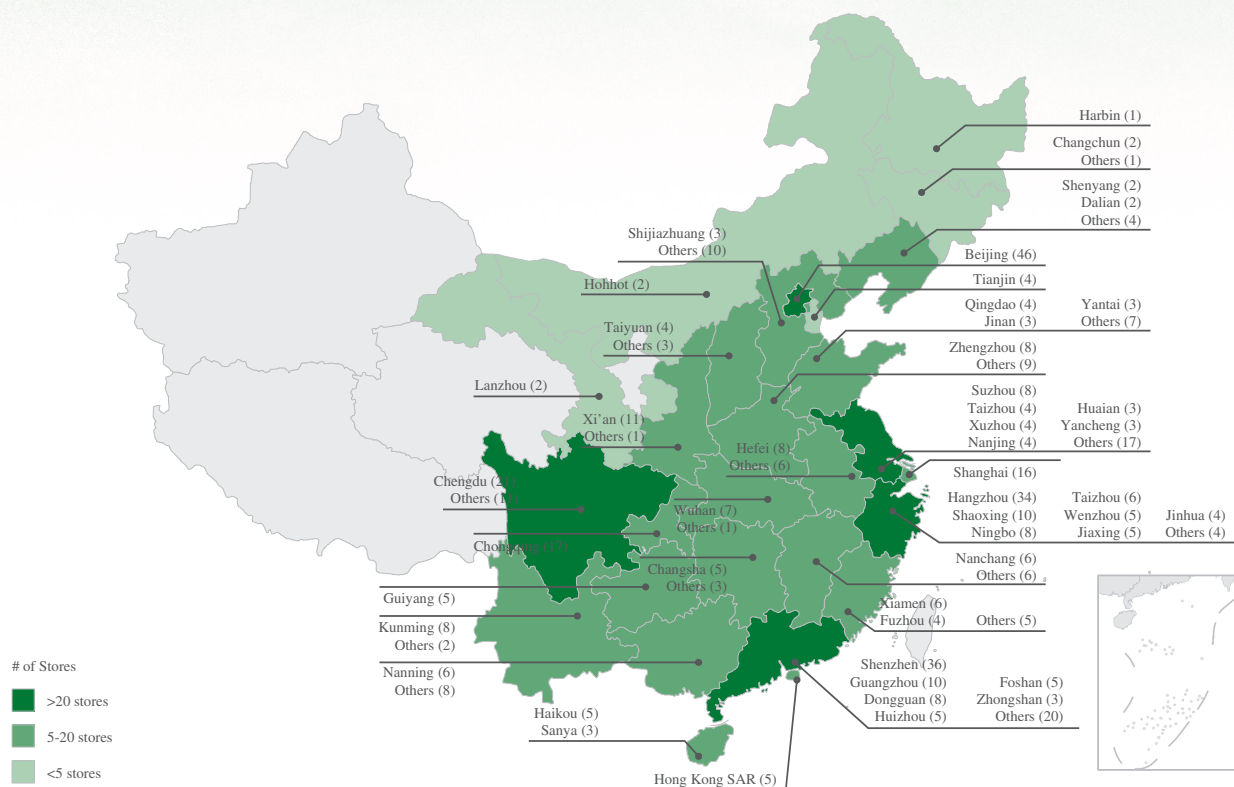 Harbin (1)
Changchun (2)
Others (1)
Shenyang (2)
Dalian (2)
Others (4)
Shijiazhuang (3)
Others (10)
Beijing (46)
Hohhot (2)
Tianjin (4)
Qingdao (4) Yantai (3)
Jinan (3) Others (7)
Taiyuan (4)
Others (3)
Zhengzhou (8)
Others (9)
Lanzhou (2)
Suzhou (8)
Taizhou (4) Huaian (3)
Xuzhou (4) Yancheng (3)
Nanjing (4) Others (17)
Xi’an (11)
Others (1)
Hefei (8)
Others (6)
Shanghai (16)
Chengdu (21)
Others
Hangzhou (34) Taizhou (6)
Shaoxing (10) Wenzhou (5) Jinhua (4)
Ningbo (8) Jiaxing (5) Others (4)
Wuhan (7)
Others (1)
Chongqing (17)
Changsha (5)
Others (3)
Nanchang (6)
Others (6)
Guiyang (5)
Xiamen (6)
Fuzhou (4) Others (5)
Kunming (8)
Others (2)
Nanning (6)
Others (8)
Shenzhen (36)
Guangzhou (10) Foshan (5)
Dongguan (8) Zhongshan (3)
Huizhou (5) Others (20)
Haikou (5)
Sanya (3)
Hong Kong SAR (5)
# of Stores
>20 stores
5-20 stores
<5 stores